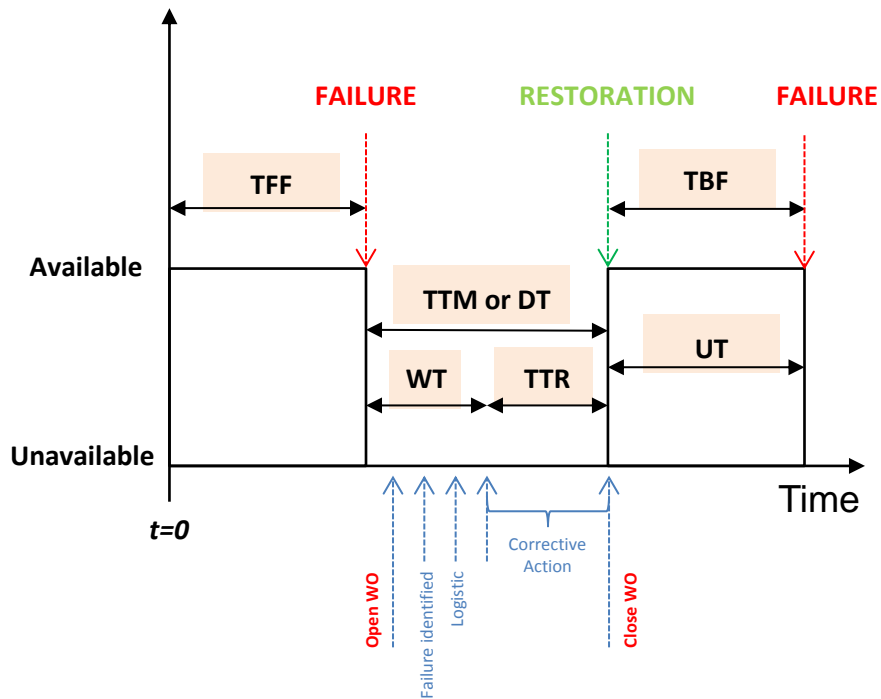 FAILURE
RESTORATION
FAILURE
TFF
TBF
Available
TTM or DT
UT
WT
TTR
Unavailable
Time
t=0
Corrective
Action
Open WO
Failure identified
Logistic
Close WO